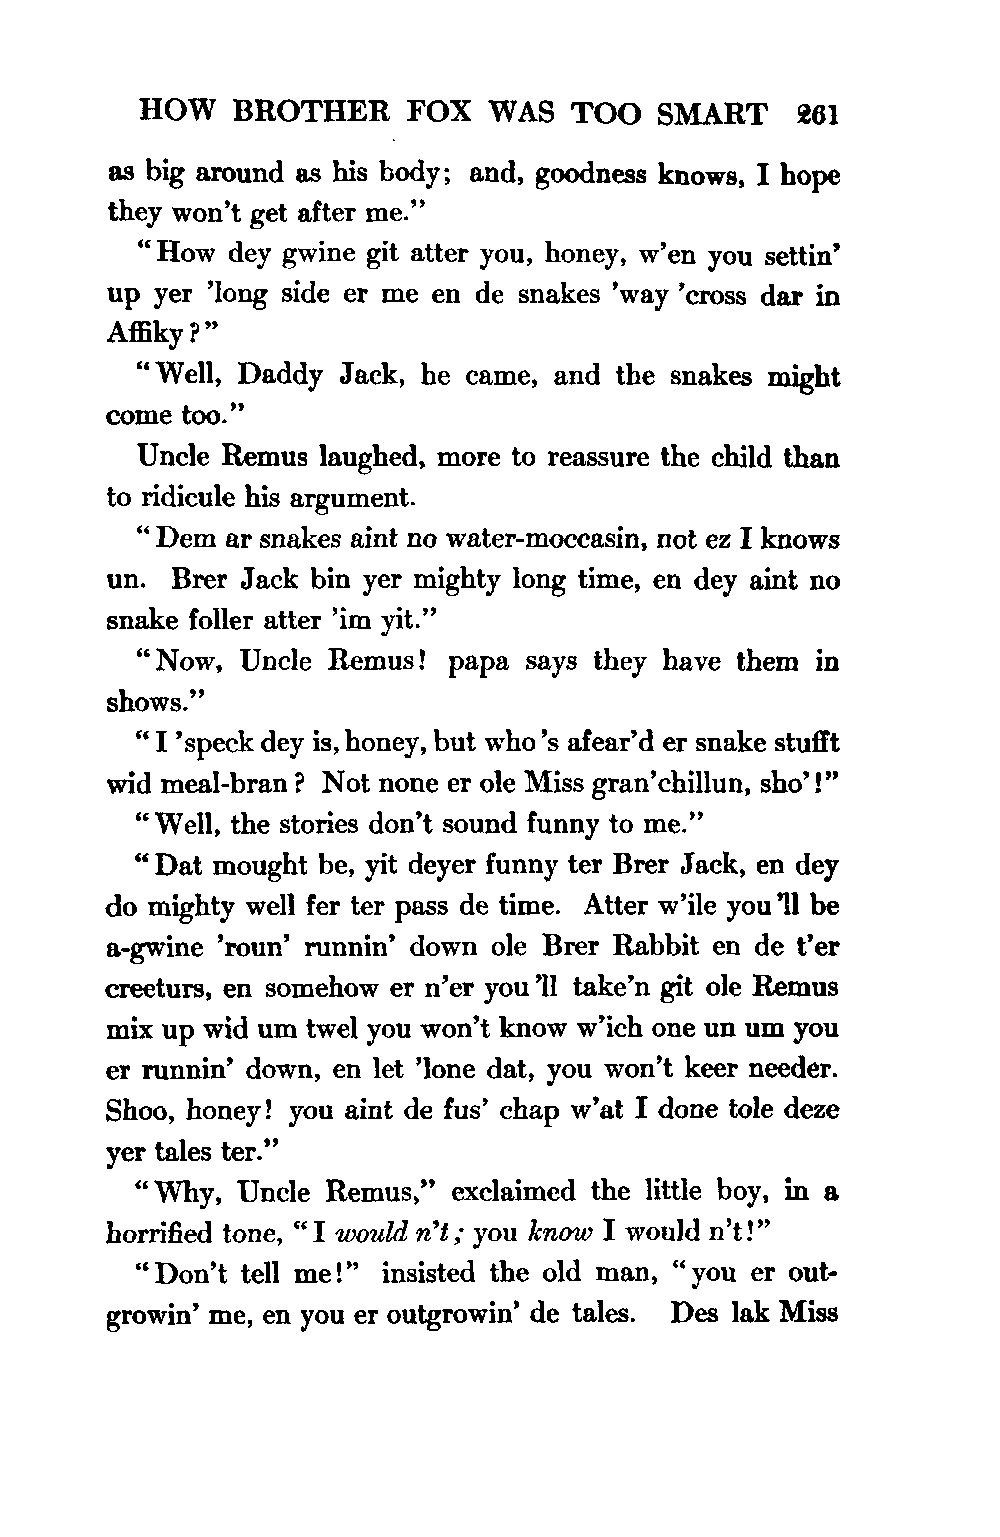 HOW BROTHER FOX WAS TOO SMART 261
as big around as his body; and, goodness knows, I hope
they won't get after me."
"How dey gwine git atter you, honey, w'en you settin'
up yer 'long side er me en de snakes 'way 'cross dar in
Affiky?"
"Well, Daddy Jack, he came, and the snakes might
come too."
Uncle Remus laughed, more to reassure the child than
to ridicule his argument.
"Dem ar snakes aint no water-moccasin, not ez I knows
un. Brer Jack bin yer mighty long time, en dey aint no
snake foller atter 'im yit."
"Now, Uncle Remus! papa says they have them in
shows."
"I 'speck dey is, honey, but who 's afear'd er snake stufft
wid meal-bran? Not none er ole Miss gran'chillun, sho'!"
"Well, the stories don't sound funny to me."
"Dat mought be, yit deyer funny ter Brer Jack, en dey
do mighty well fer ter pass de time. Atter w'ile you 'll be
a-gwine 'roun' runnin' down ole Brer Rabbit en de t'er
creeturs, en somehow er n'er you 'll take'n git ole Remus
mix up wid um twel you won't know w'ich one un um you
er runnin' down, en let 'lone dat, you won't keer needer.
Shoo, honey! you aint de fus' chap w'at I done tole deze
yer tales ter."
"Why, Uncle Remus," exclaimed the little boy, in a
horrified tone, "I would n't; you know I would n't!"
"Don't tell me!" insisted the old man, "you er out-
growin' me, en you er outgrowin' de tales. Des lak Miss